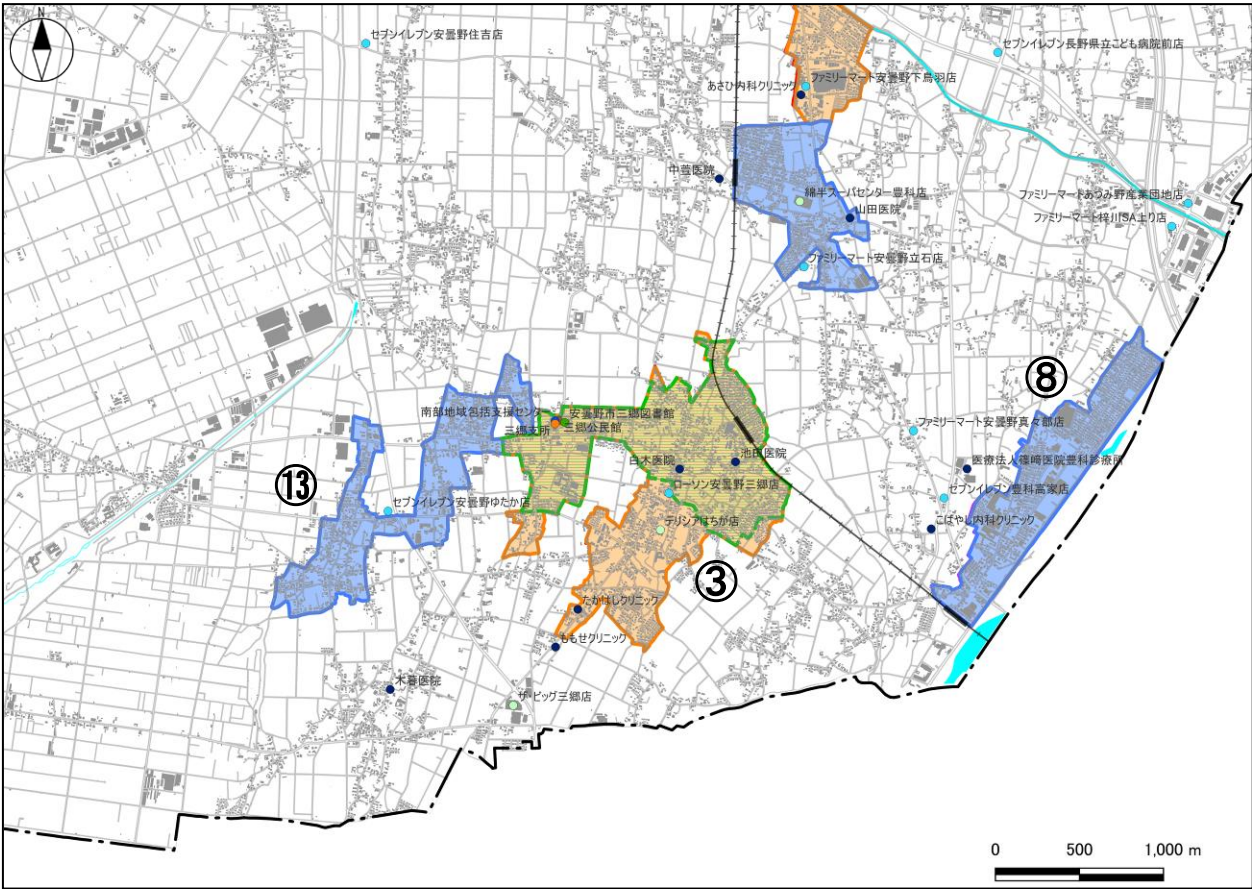 N
セブンイレブン安曇野住吉店
セブンイレブン長野県立こども病院前店
ファミリーマート安曇野下鳥羽店
あさひ内科クリニック
中萱医院
綿半スーパセンター豊科店
山田医院
ファミリーマートあづみ野産業団地店
ファミリーマート梓川SA上り店
ファミリーマート安曇野立石店
⑧
南部地域包括支援センター
安曇野市三郷図書館
三郷支所
三郷公民館
ファミリーマート安曇野真々部店
白木医院
池田医院
医療法人篠﨑医院豊科診療所
⑬
ローソン安曇野三郷店
セブンイレブン安曇野ゆたか店
セブンイレブン豊科高家店
デリシアはちか店
こばやし内科クリニック
③
たかはしクリニック
ももせクリニック
木暮医院
ザ・ビッグ三郷店
0 500 1,000 m